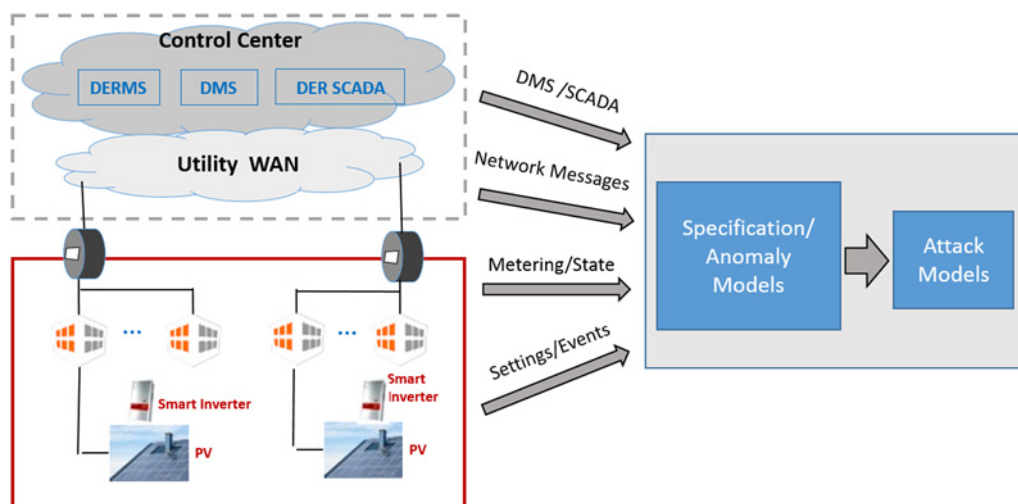 Control Center
DERMS
DMS
DER SCADA
Utility WAN
DMS /SCADA
Network Messages
Metering/State
Settings/Events
Specification/
Anomaly
Models
Attack
Models
...
...
Smart Inverter
PV
Smart
Inverter
PV